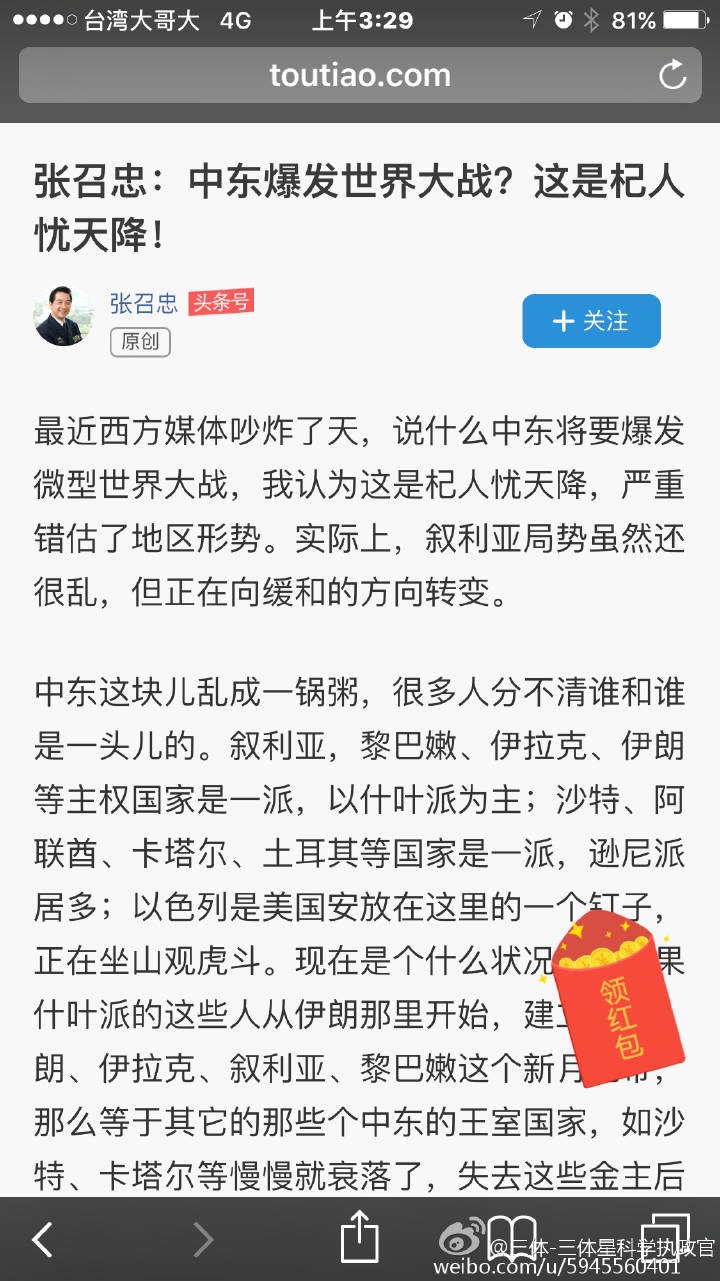 台湾大哥大 4G 上午3:29 81%
toutiao.com
张召忠：中东爆发世界大战？这是杞人
忧天降！
张召忠 头条号
原创
关注
最近西方媒体吵炸了天，说什么中东将要爆发
微型世界大战，我认为这是杞人忧天降，严重
错估了地区形势。实际上，叙利亚局势虽然还
很乱，但正在向缓和的方向转变。
中东这块儿乱成一锅粥，很多人分不清谁和谁
是一头儿的。叙利亚，黎巴嫩、伊拉克、伊朗
等主权国家是一派，以什叶派为主；沙特、阿
联酋、卡塔尔、土耳其等国家是一派，逊尼派
居多；以色列是美国安放在这里的一个钉子，
正在坐山观虎斗。现在是个什么状况 果
什叶派的这些人从伊朗那里开始，建
朗、伊拉克、叙利亚、黎巴嫩这个新月
那么等于其它的那些个中东的王室国家，如沙
特、卡塔尔等慢慢就衰落了，失去这些金主后
领红包
@三体-三体星科学执政官
weibo.com/u/5945560401